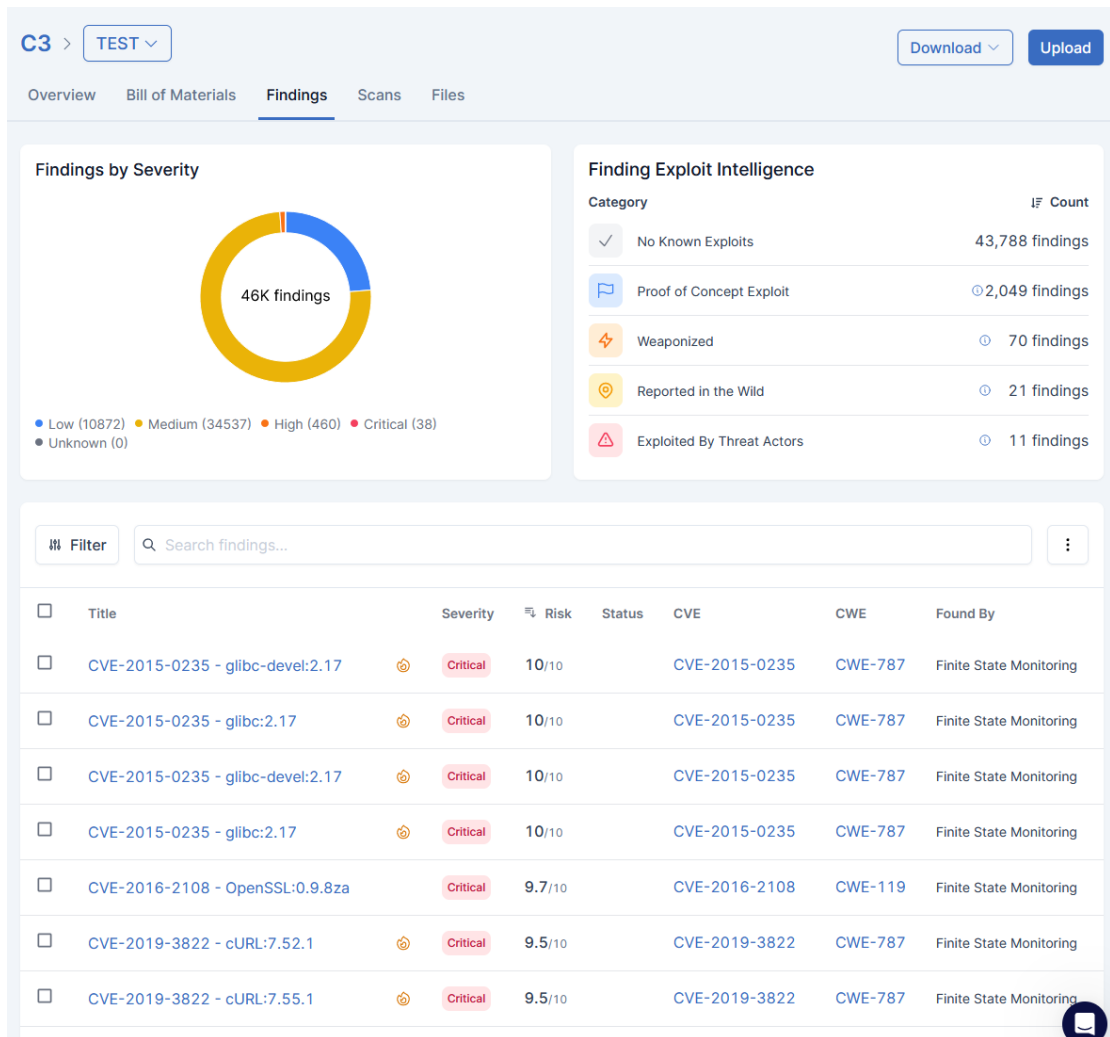 C3 > TEST
Download
Upload
Overview Bill of Materials Findings Scans Files
Findings by Severity
46K findings
Low (10872) Medium (34537) High (460) Critical (38)
Unknown (0)
Finding Exploit Intelligence
Category Count
No Known Exploits 43,788 findings
Proof of Concept Exploit 2,049 findings
Weaponized 70 findings
Reported in the Wild 21 findings
Exploited By Threat Actors 11 findings
Filter Search findings...
Title Severity Risk Status CVE CWE Found By
CVE-2015-0235 - glibc-devel:2.17 Critical 10/10 CVE-2015-0235 CWE-787 Finite State Monitoring
CVE-2015-0235 - glibc:2.17 Critical 10/10 CVE-2015-0235 CWE-787 Finite State Monitoring
CVE-2015-0235 - glibc-devel:2.17 Critical 10/10 CVE-2015-0235 CWE-787 Finite State Monitoring
CVE-2015-0235 - glibc:2.17 Critical 10/10 CVE-2015-0235 CWE-787 Finite State Monitoring
CVE-2016-2108 - OpenSSL:0.9.8za Critical 9.7/10 CVE-2016-2108 CWE-119 Finite State Monitoring
CVE-2019-3822 - cURL:7.52.1 Critical 9.5/10 CVE-2019-3822 CWE-787 Finite State Monitoring
CVE-2019-3822 - cURL:7.55.1 Critical 9.5/10 CVE-2019-3822 CWE-787 Finite State Monitoring